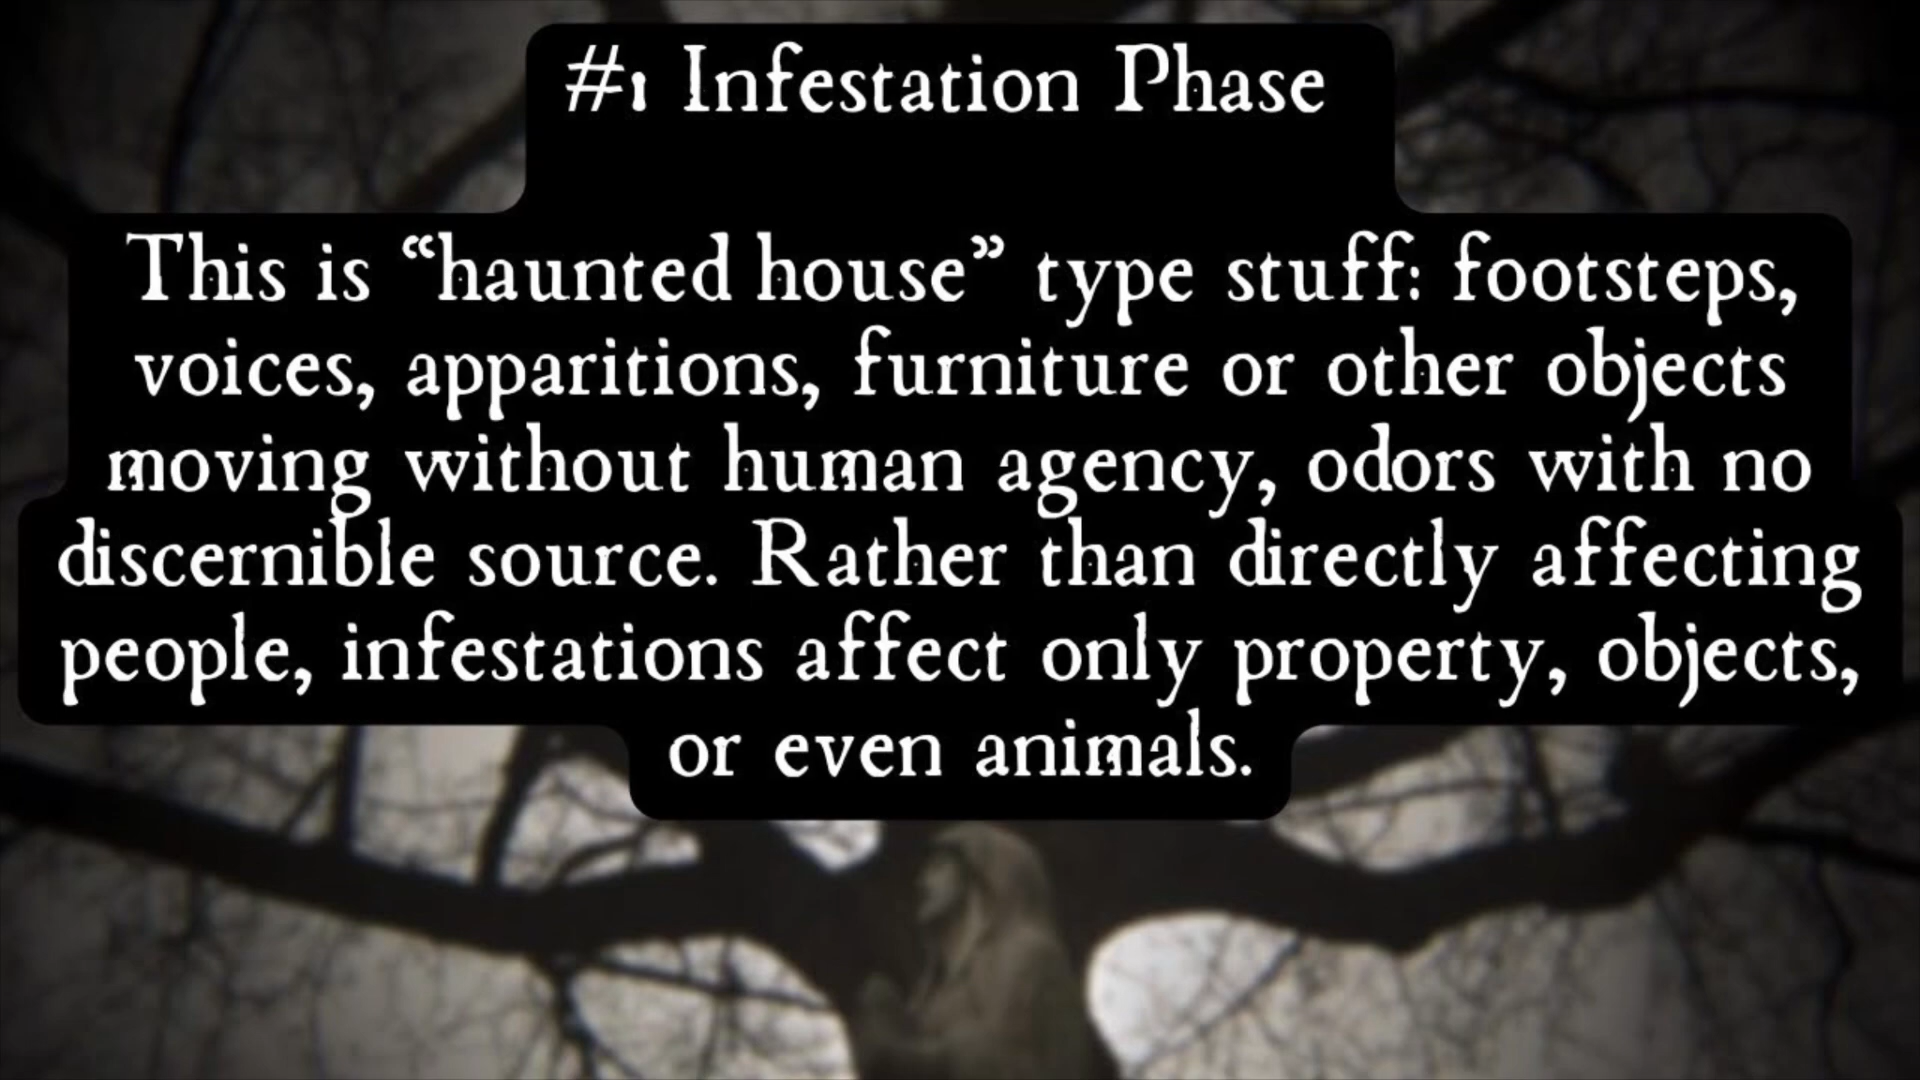 #1 Infestation Phase
This is “haunted house” type stuff: footsteps,
voices, apparitions, furniture or other objects
moving without human agency, odors with no
discernible source. Rather than directly affecting
people, infestations affect only property, objects,
or even animals.